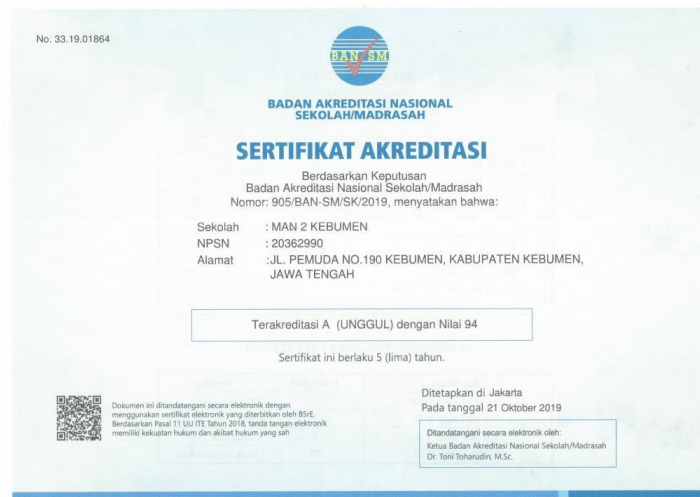 No. 33.19.01864
BAN SM
BADAN AKREDITASI NASIONAL
SEKOLAH/MADRASAH
SERTIFIKAT AKREDITASI
Berdasarkan Keputusan
Badan Akreditasi Nasional Sekolah/Madrasah
Nomor: 905/BAN-SM/SK/2019, menyatakan bahwa:
Sekolah : MAN 2 KEBUMEN
NPSN : 20362990
Alamat :JL. PEMUDA NO.190 KEBUMEN, KABUPATEN KEBUMEN,
JAWA TENGAH
Terakreditasi A (UNGGUL) dengan Nilai 94
Sertifikat ini berlaku 5 (lima) tahun.
Dokumen ini ditandatangani secara elektronik dengan
menggunakan sertifikat elektronik yang diterbitkan oleh BSrE.
Berdasarkan Pasal 11 UU ITE Tahun 2018, tanda tangan elektronik
memiliki kekuatan hukum dan akibat hukum yang sah
Ditetapkan di Jakarta
Pada tanggal 21 Oktober 2019
Ditandatangani secara elektronik oleh:
Ketua Badan Akreditasi Nasional Sekolah/Madrasah
Dr. Toni Toharudin, M.Sc.